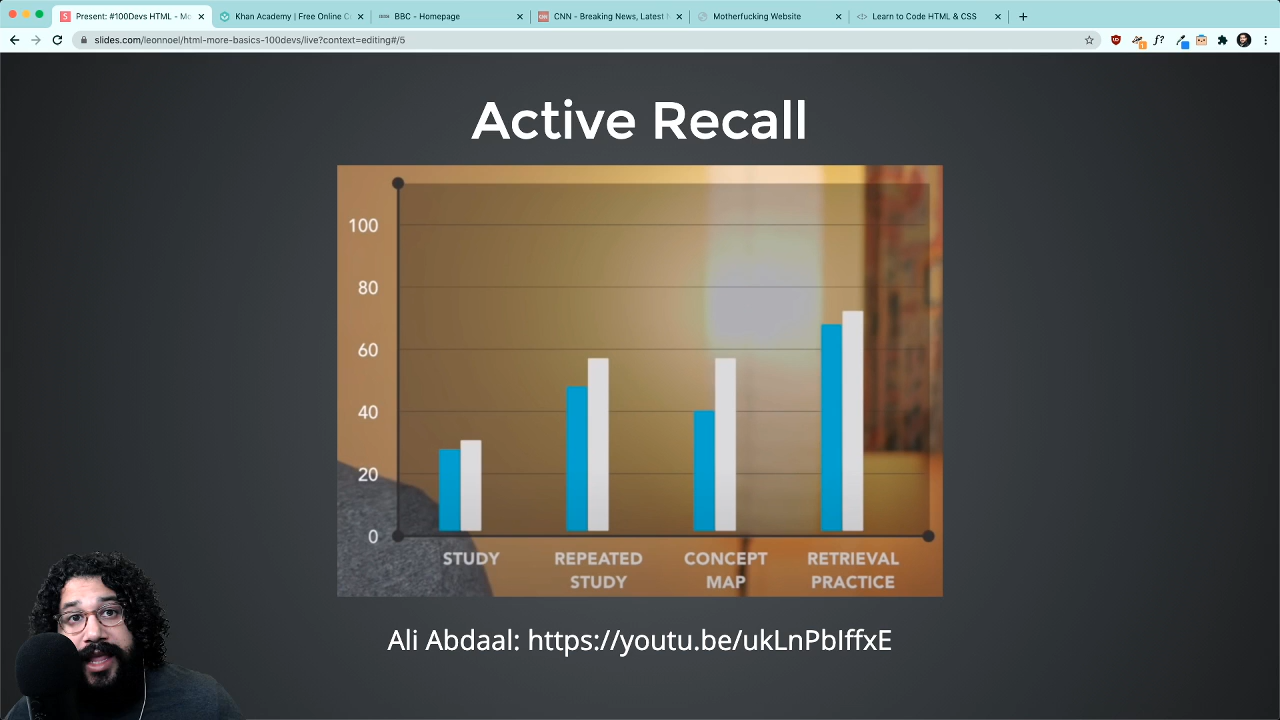 Present: #100Devs HTML - Mo
Khan Academy | Free Online C
BBC - Homepage
CNN - Breaking News, Latest N
Motherfucking Website
Learn to Code HTML & CSS
slides.com/leonnoel/html-more-basics-100devs/live?context=editing#/5
Active Recall
100
80
60
40
20
0
STUDY
REPEATED
STUDY
CONCEPT
MAP
RETRIEVAL
PRACTICE
Ali Abdaal: https://youtu.be/ukLnPbIffxE